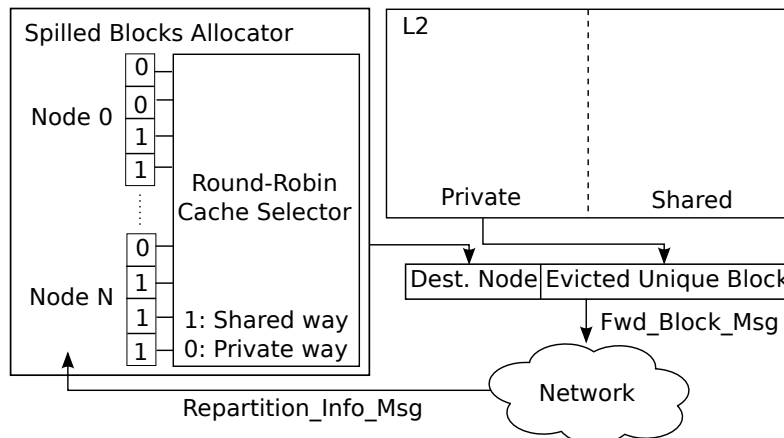 Spilled Blocks Allocator
Node 0
0
0
1
1
Round-Robin
Cache Selector
Node N
0
1
1
1
1: Shared way
0: Private way
L2
Private
Shared
Dest. Node
Evicted Unique Block
Fwd_Block_Msg
Network
Repartition_Info_Msg